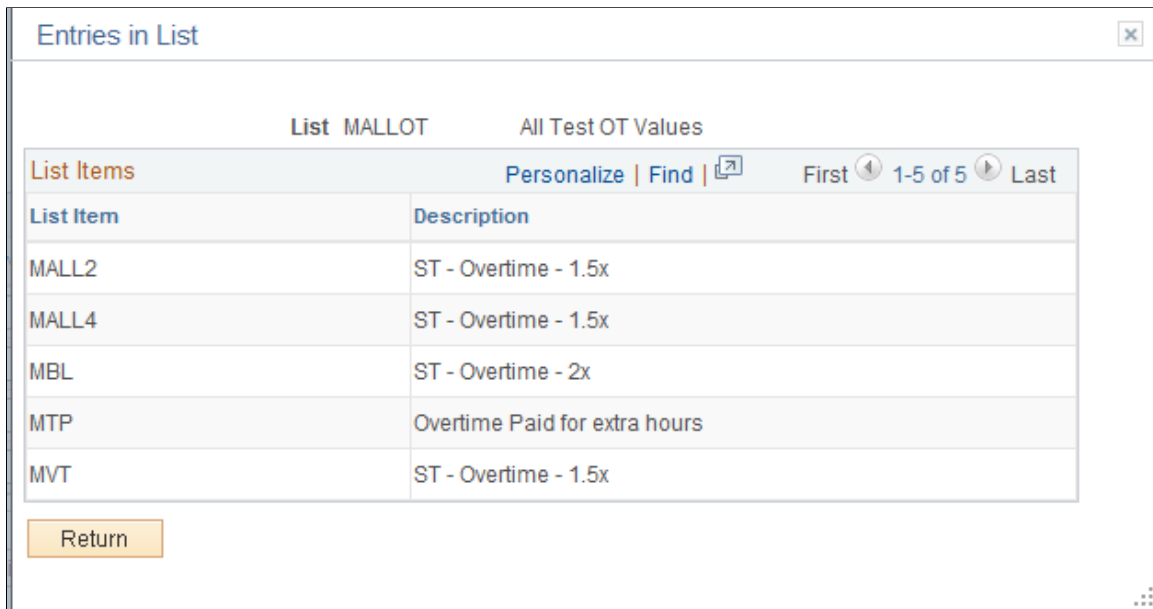 Entries in List
List MALLOT All Test OT Values
List Items Personalize | Find | First 1-5 of 5 Last
List Item Description
MALL2 ST - Overtime - 1.5x
MALL4 ST - Overtime - 1.5x
MBL ST - Overtime - 2x
MTP Overtime Paid for extra hours
MVT ST - Overtime - 1.5x
Return